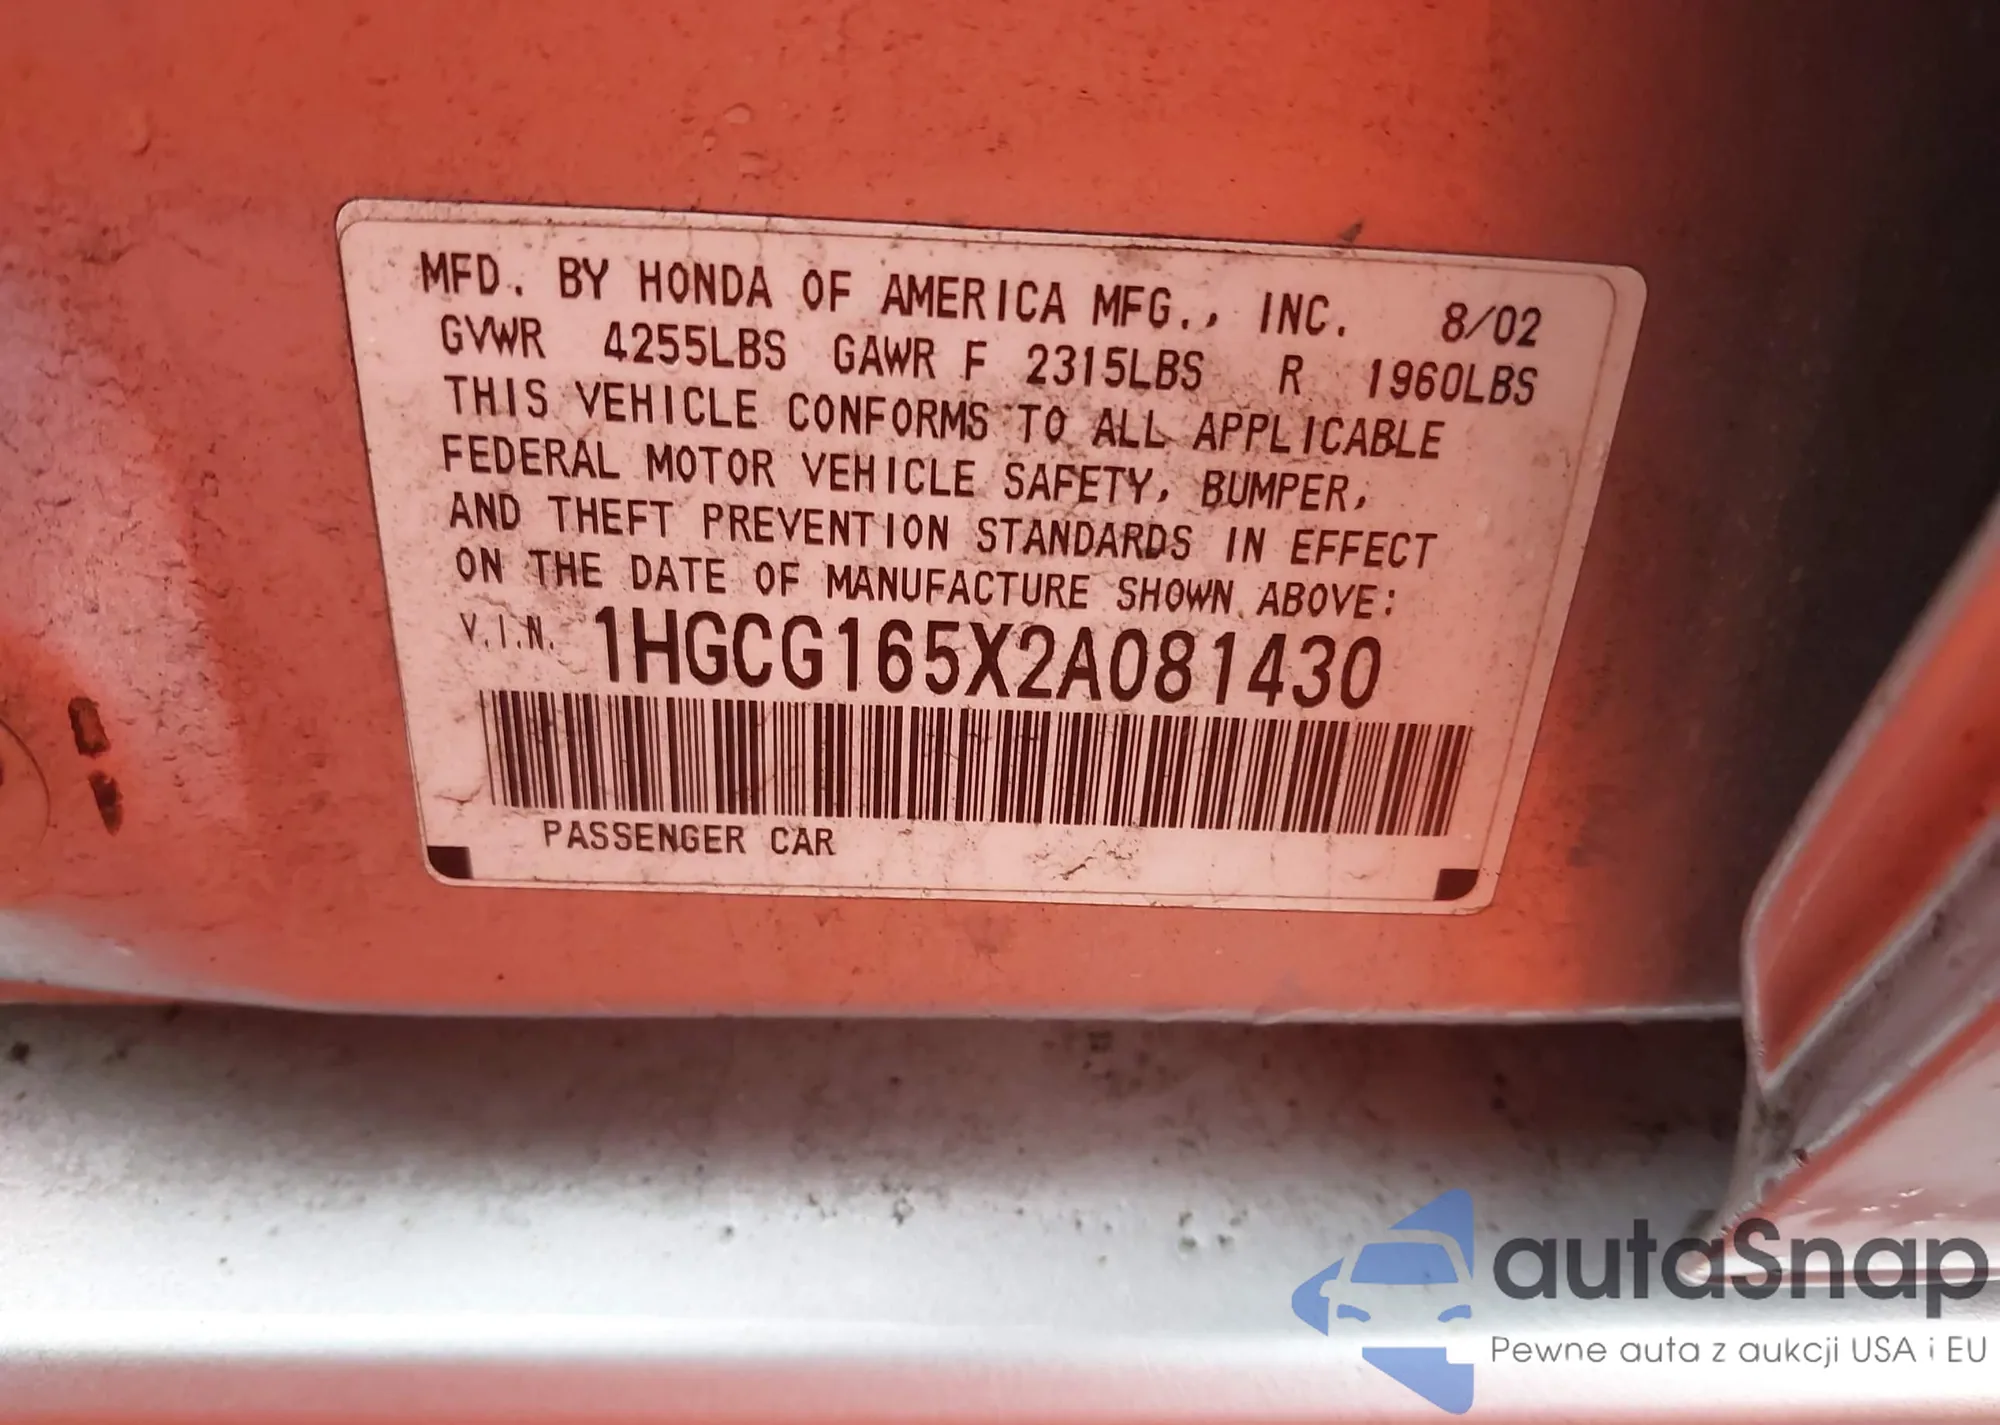 MFD. BY HONDA OF AMERICA MFG., INC. 8/02
GVWR 4255LBS GAWR F 2315LBS R 1960LBS
THIS VEHICLE CONFORMS TO ALL APPLICABLE
FEDERAL MOTOR VEHICLE SAFETY, BUMPER,
AND THEFT PREVENTION STANDARDS IN EFFECT
ON THE DATE OF MANUFACTURE SHOWN ABOVE:
V.I.N. 1HGCG165X2A081430
PASSENGER CAR
autaSnap
Pewne auta z aukcji USA i EU